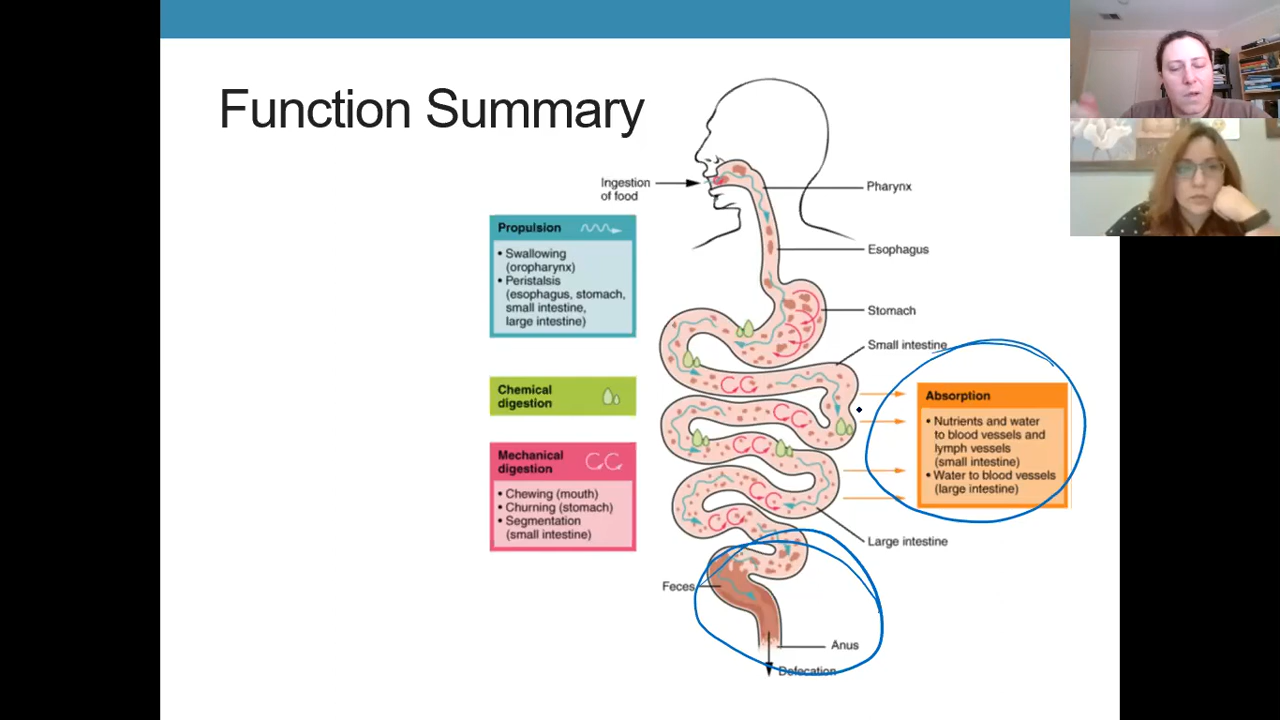 Function Summary
Ingestion
of food
Pharynx
Propulsion
• Swallowing
(oropharynx)
• Peristalsis
(esophagus, stomach,
small intestine,
large intestine)
Esophagus
Stomach
Small intestine
Chemical
digestion
Absorption
• Nutrients and water
to blood vessels and
lymph vessels
(small intestine)
• Water to blood vessels
(large intestine)
Mechanical
digestion
• Chewing (mouth)
• Churning (stomach)
• Segmentation
(small intestine)
Large intestine
Feces
Anus
Defecation